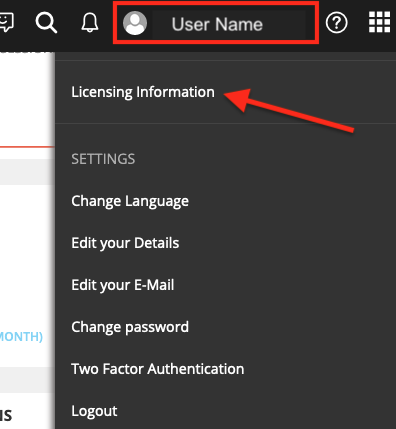 User Name
Licensing Information
SETTINGS
Change Language
Edit your Details
Edit your E-Mail
MONTH)
Change password
Two Factor Authentication
Logout